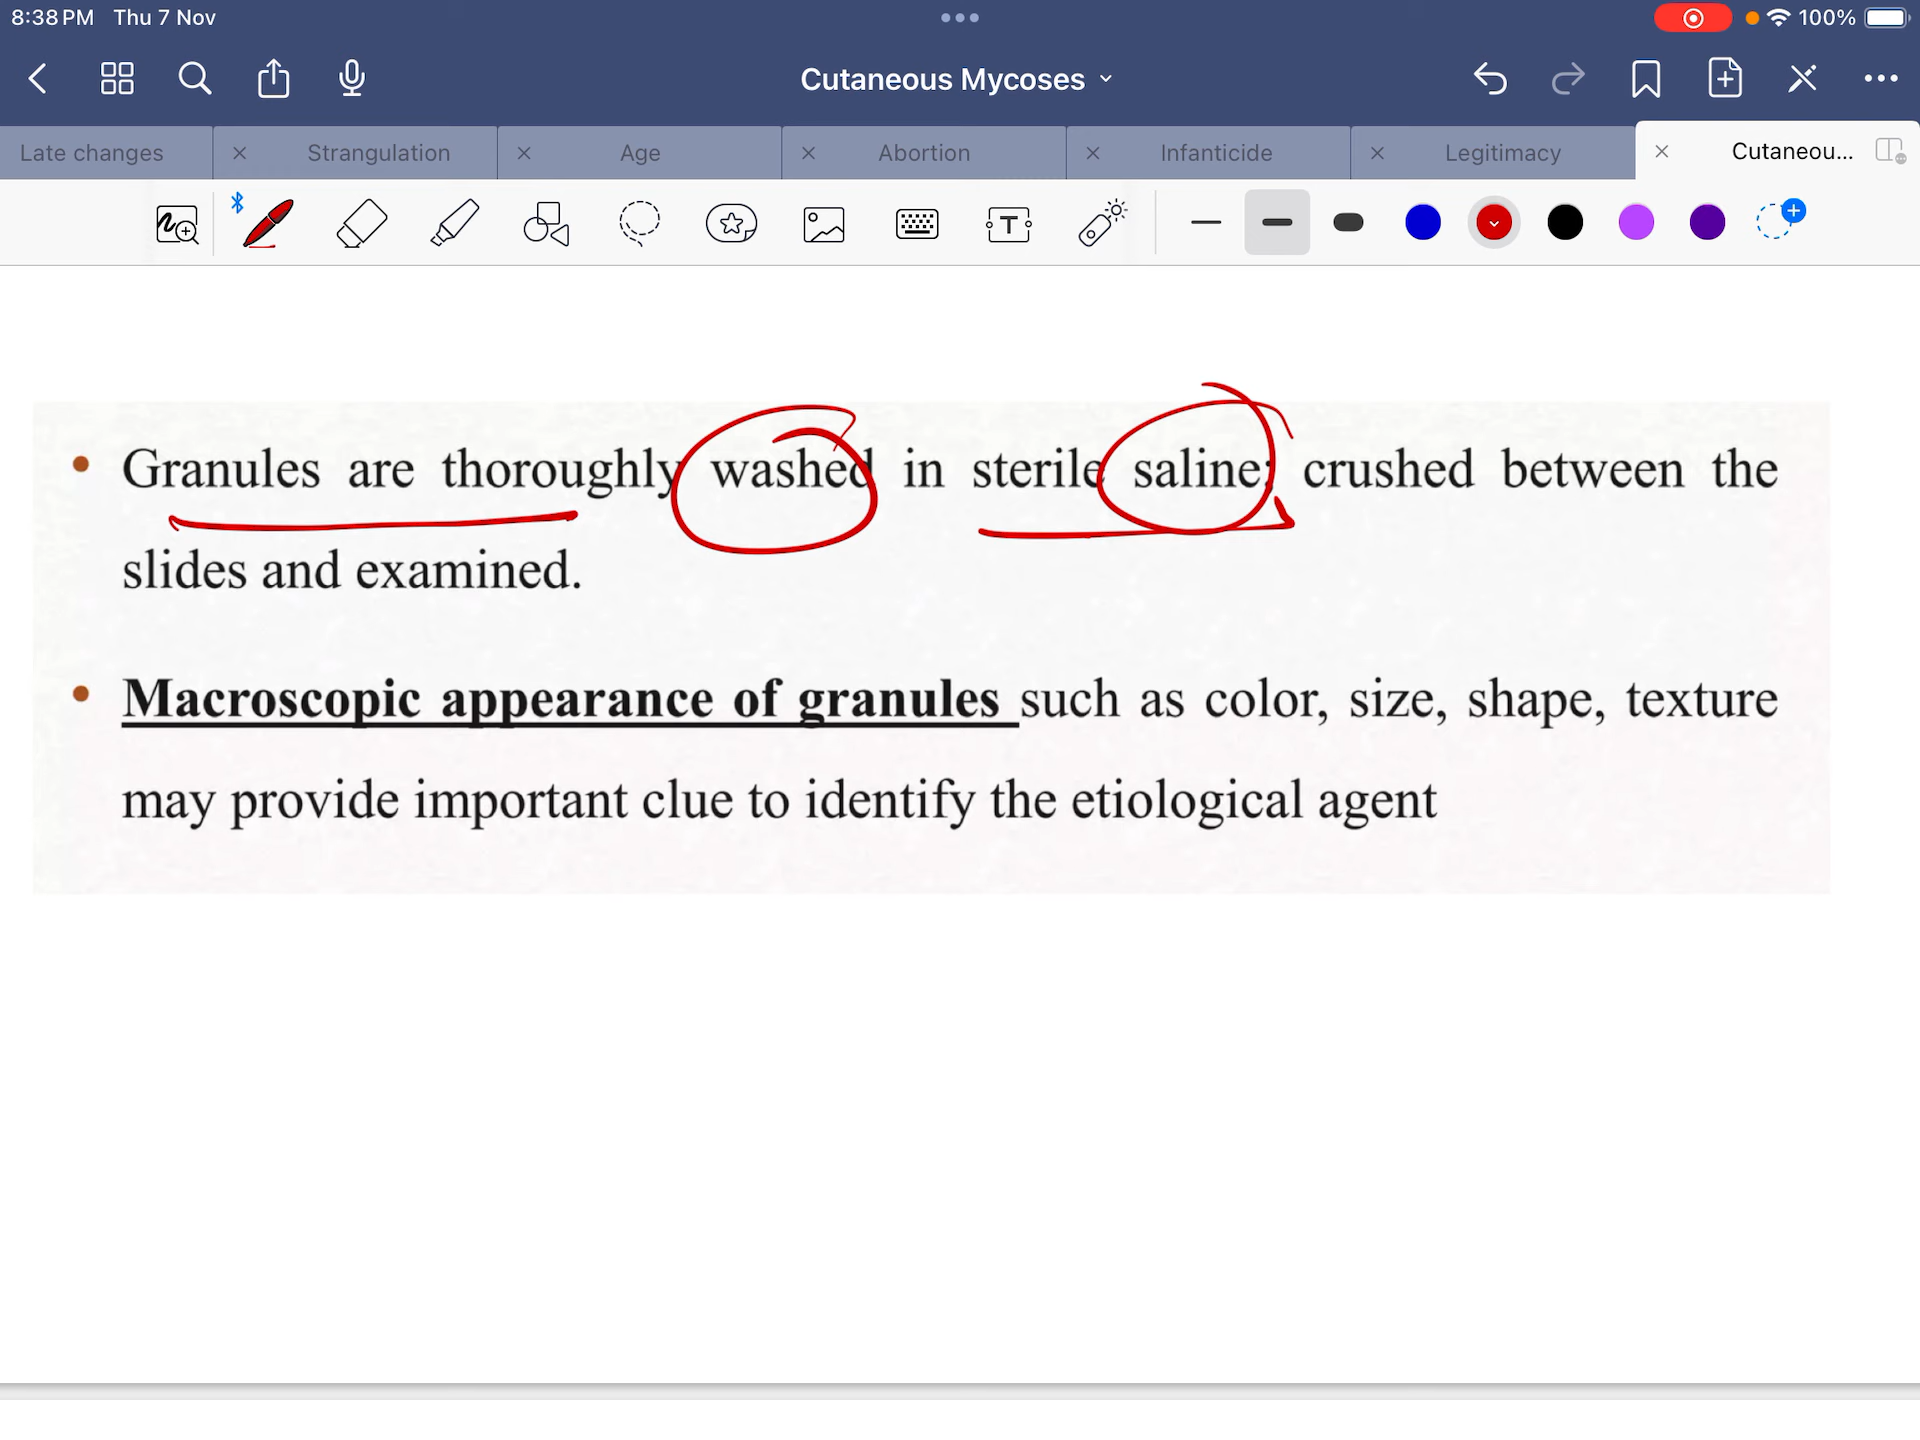 8:38 PM Thu 7 Nov 100%
Cutaneous Mycoses
Late changes Strangulation Age Abortion Infanticide Legitimacy Cutaneou...
• Granules are thoroughly washed in sterile saline; crushed between the
slides and examined.
• Macroscopic appearance of granules such as color, size, shape, texture
may provide important clue to identify the etiological agent